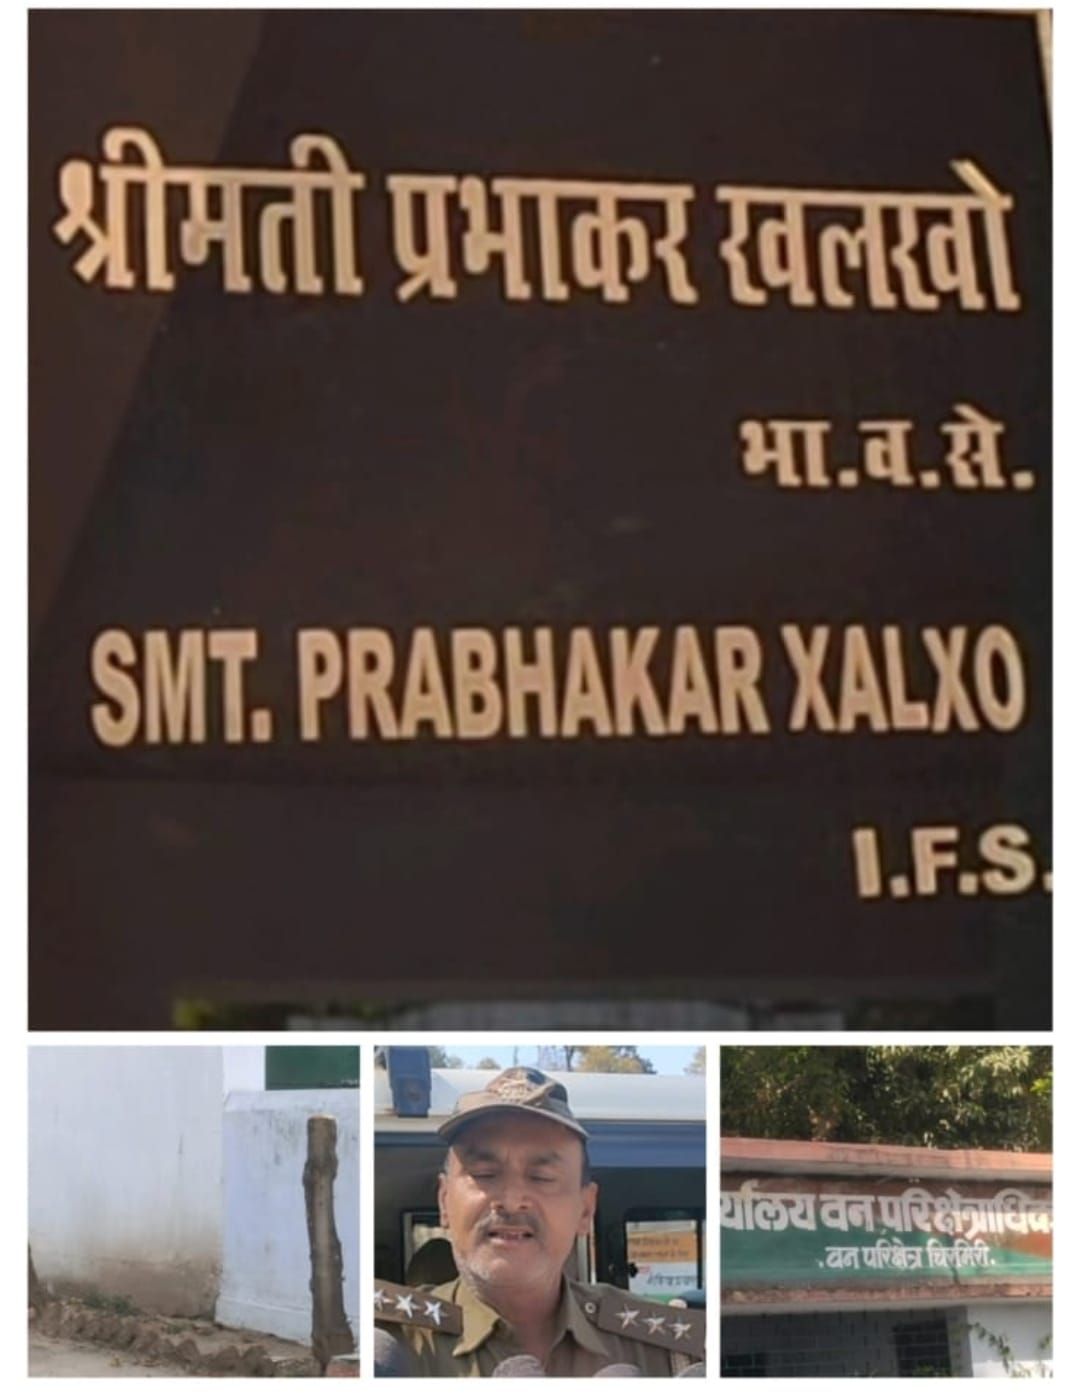 श्रीमती प्रभाकर खलखो
भा.व.से.
SMT. PRABHAKAR XALXO
I.F.S.
र्यालय वन परिक्षेत्राधिक
वन परिक्षेत्र चिरमिरी.